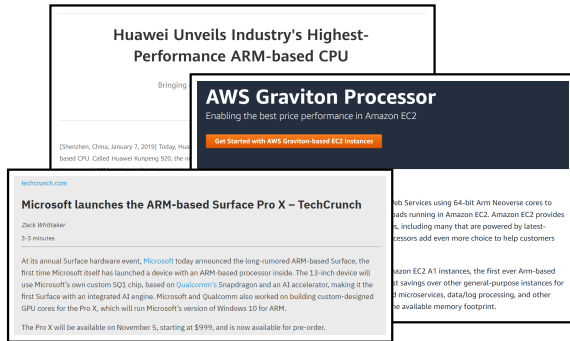 Huawei Unveils Industry's Highest-
Performance ARM-based CPU
Bringing
[Shenzhen, China, January 7, 2019] Today, Hua
based CPU. Called Huawei Kunpeng 920, the n
AWS Graviton Processor
Enabling the best price performance in Amazon EC2
Get Started with AWS Graviton-based EC2 Instances
Web Services using 64-bit Arm Neoverse cores to
oads running in Amazon EC2. Amazon EC2 provides
s, including many that are powered by latest-
cessors add even more choice to help customers
azon EC2 A1 instances, the first ever Arm-based
st savings over other general-purpose instances for
d microservices, data/log processing, and other
he available memory footprint.
techcrunch.com
Microsoft launches the ARM-based Surface Pro X – TechCrunch
Zack Whittaker
3-3 minutes
At its annual Surface hardware event, Microsoft today announced the long-rumored ARM-based Surface, the
first time Microsoft itself has launched a device with an ARM-based processor inside. The 13-inch device will
use Microsoft's own custom SQ1 chip, based on Qualcomm's Snapdragon and an AI accelerator, making it the
first Surface with an integrated AI engine. Microsoft and Qualcomm also worked on building custom-designed
GPU cores for the Pro X, which will run Microsoft's version of Windows 10 for ARM.
The Pro X will be available on November 5, starting at $999, and is now available for pre-order.